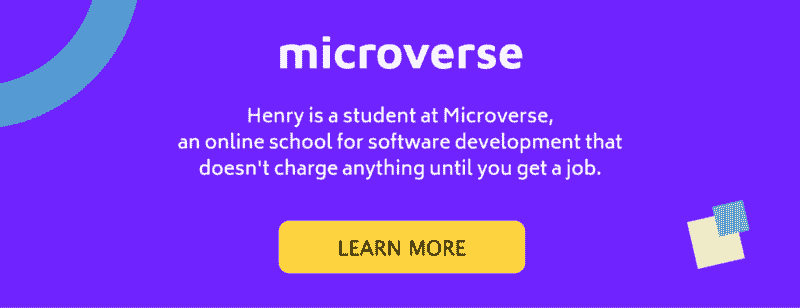 microverse
Henry is a student at Microverse,
an online school for software development that
doesn't charge anything until you get a job.
LEARN MORE